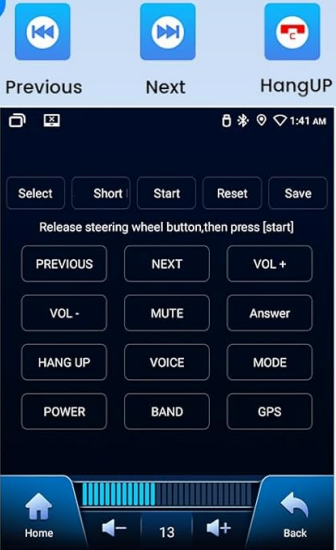 Previous Next HangUP
1:41 AM
Select Short Start Reset Save
Release steering wheel button,then press [start]
PREVIOUS NEXT VOL +
VOL - MUTE Answer
HANG UP VOICE MODE
POWER BAND GPS
Home 13 Back